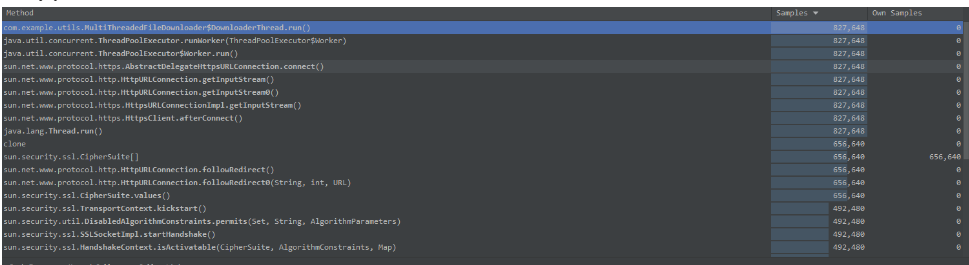 Method Samples Own Samples
com.example.utils.MultiThreadedFileDownloader$DownloaderThread.run() 827,648 0
java.util.concurrent.ThreadPoolExecutor.runWorker(ThreadPoolExecutor$Worker) 827,648 0
java.util.concurrent.ThreadPoolExecutor$Worker.run() 827,648 0
sun.net.www.protocol.https.AbstractDelegateHttpsURLConnection.connect() 827,648 0
sun.net.www.protocol.http.HttpURLConnection.getInputStream() 827,648 0
sun.net.www.protocol.http.HttpURLConnection.getInputStream0() 827,648 0
sun.net.www.protocol.https.HttpsURLConnectionImpl.getInputStream() 827,648 0
sun.net.www.protocol.https.HttpsClient.afterConnect() 827,648 0
java.lang.Thread.run() 827,648 0
clone 656,640 0
sun.security.ssl.CipherSuite[] 656,640 656,640
sun.net.www.protocol.http.HttpURLConnection.followRedirect() 656,640 0
sun.net.www.protocol.http.HttpURLConnection.followRedirect0(String, int, URL) 656,640 0
sun.security.ssl.CipherSuite.values() 656,640 0
sun.security.ssl.TransportContext.kickstart() 492,480 0
sun.security.util.DisabledAlgorithmConstraints.permits(Set, String, AlgorithmParameters) 492,480 0
sun.security.ssl.SSLSocketImpl.startHandshake() 492,480 0
sun.security.ssl.HandshakeContext.isActivatable(CipherSuite, AlgorithmConstraints, Map) 492,480 0